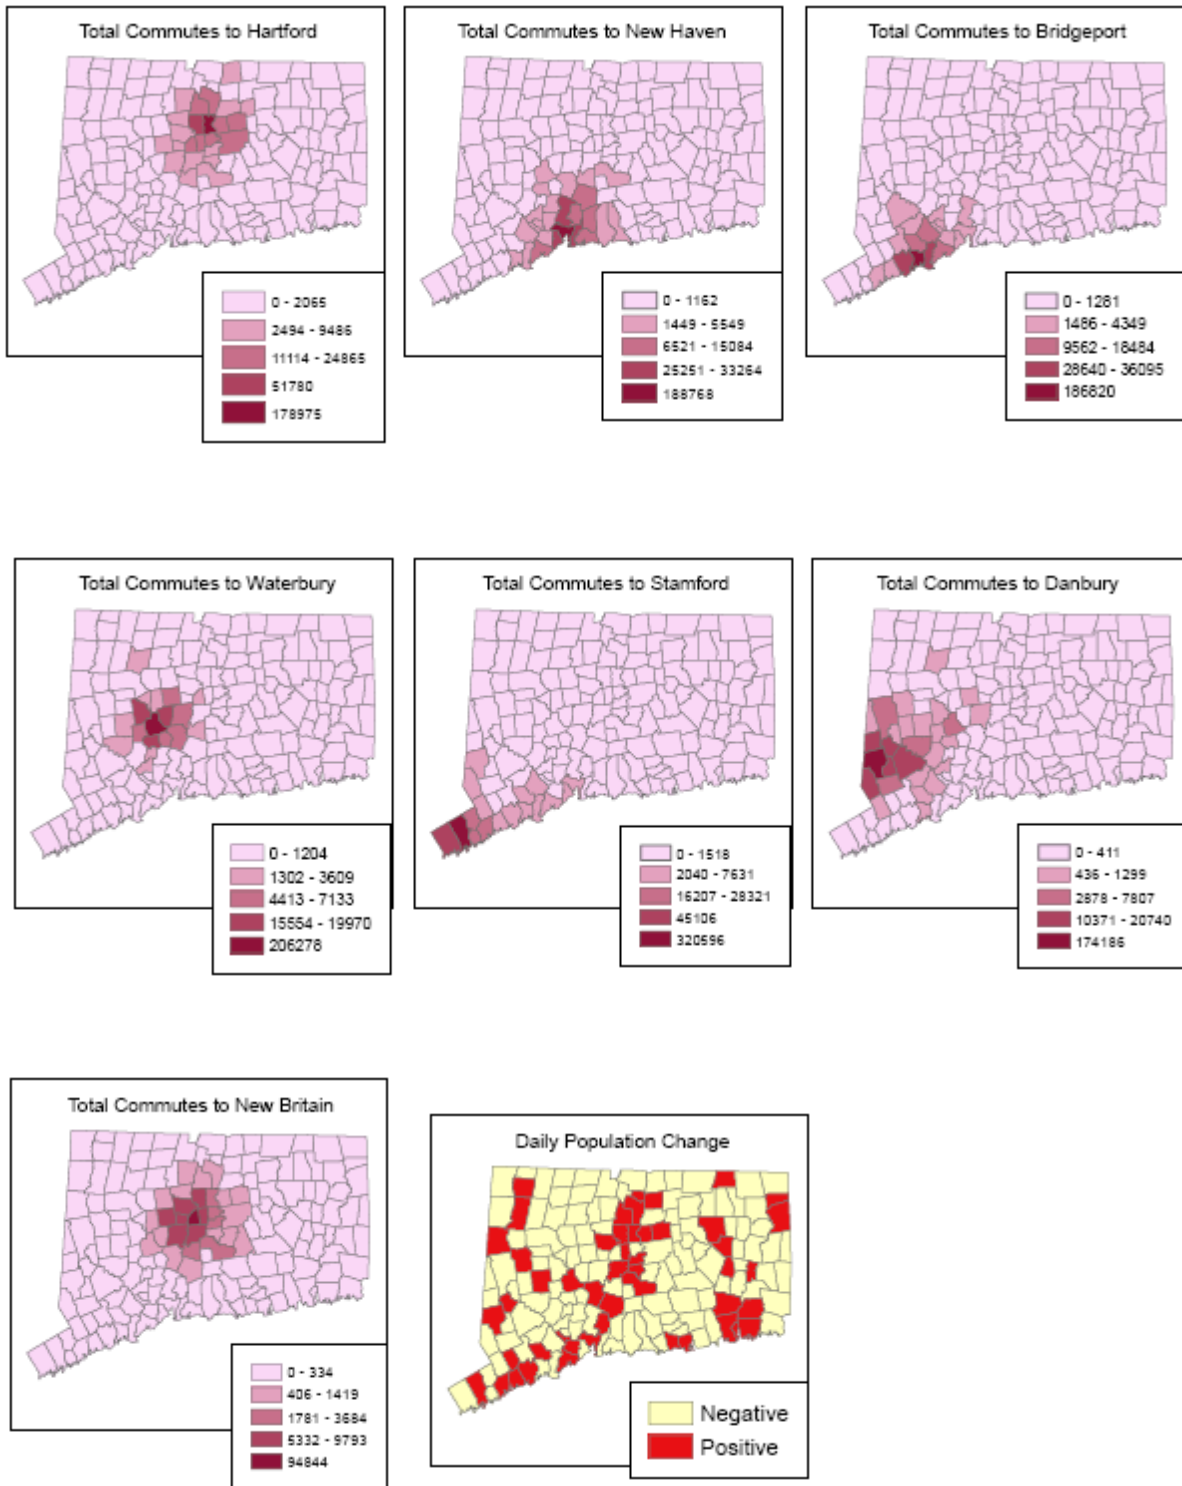 Total Commutes to Hartford
0 - 2065
2494 - 9486
11114 - 24865
51780
178975
Total Commutes to New Haven
0 - 1162
1449 - 5549
6521 - 15084
25251 - 33264
188768
Total Commutes to Bridgeport
0 - 1281
1486 - 4349
9562 - 18484
28640 - 36095
186820
Total Commutes to Waterbury
0 - 1204
1302 - 3609
4413 - 7133
15554 - 19970
206278
Total Commutes to Stamford
0 - 1518
2040 - 7631
16207 - 28321
45106
320596
Total Commutes to Danbury
0 - 411
436 - 1299
2878 - 7807
10371 - 20740
174186
Total Commutes to New Britain
0 - 334
406 - 1419
1781 - 3684
5332 - 9793
94844
Daily Population Change
Negative
Positive